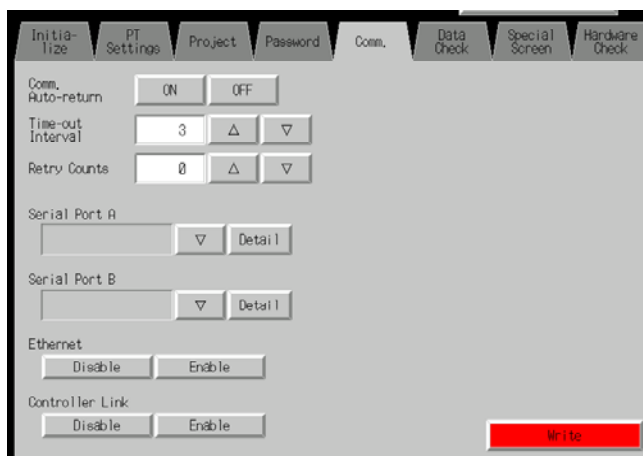 Initia-
lize
PT
Settings
Project
Password
Comm.
Data
Check
Special
Screen
Hardware
Check
Comm.
Auto-return
ON
OFF
Time-out
Interval
3
△
▽
Retry Counts
0
△
▽
Serial Port A
▽
Detail
Serial Port B
▽
Detail
Ethernet
Disable
Enable
Controller Link
Disable
Enable
Write